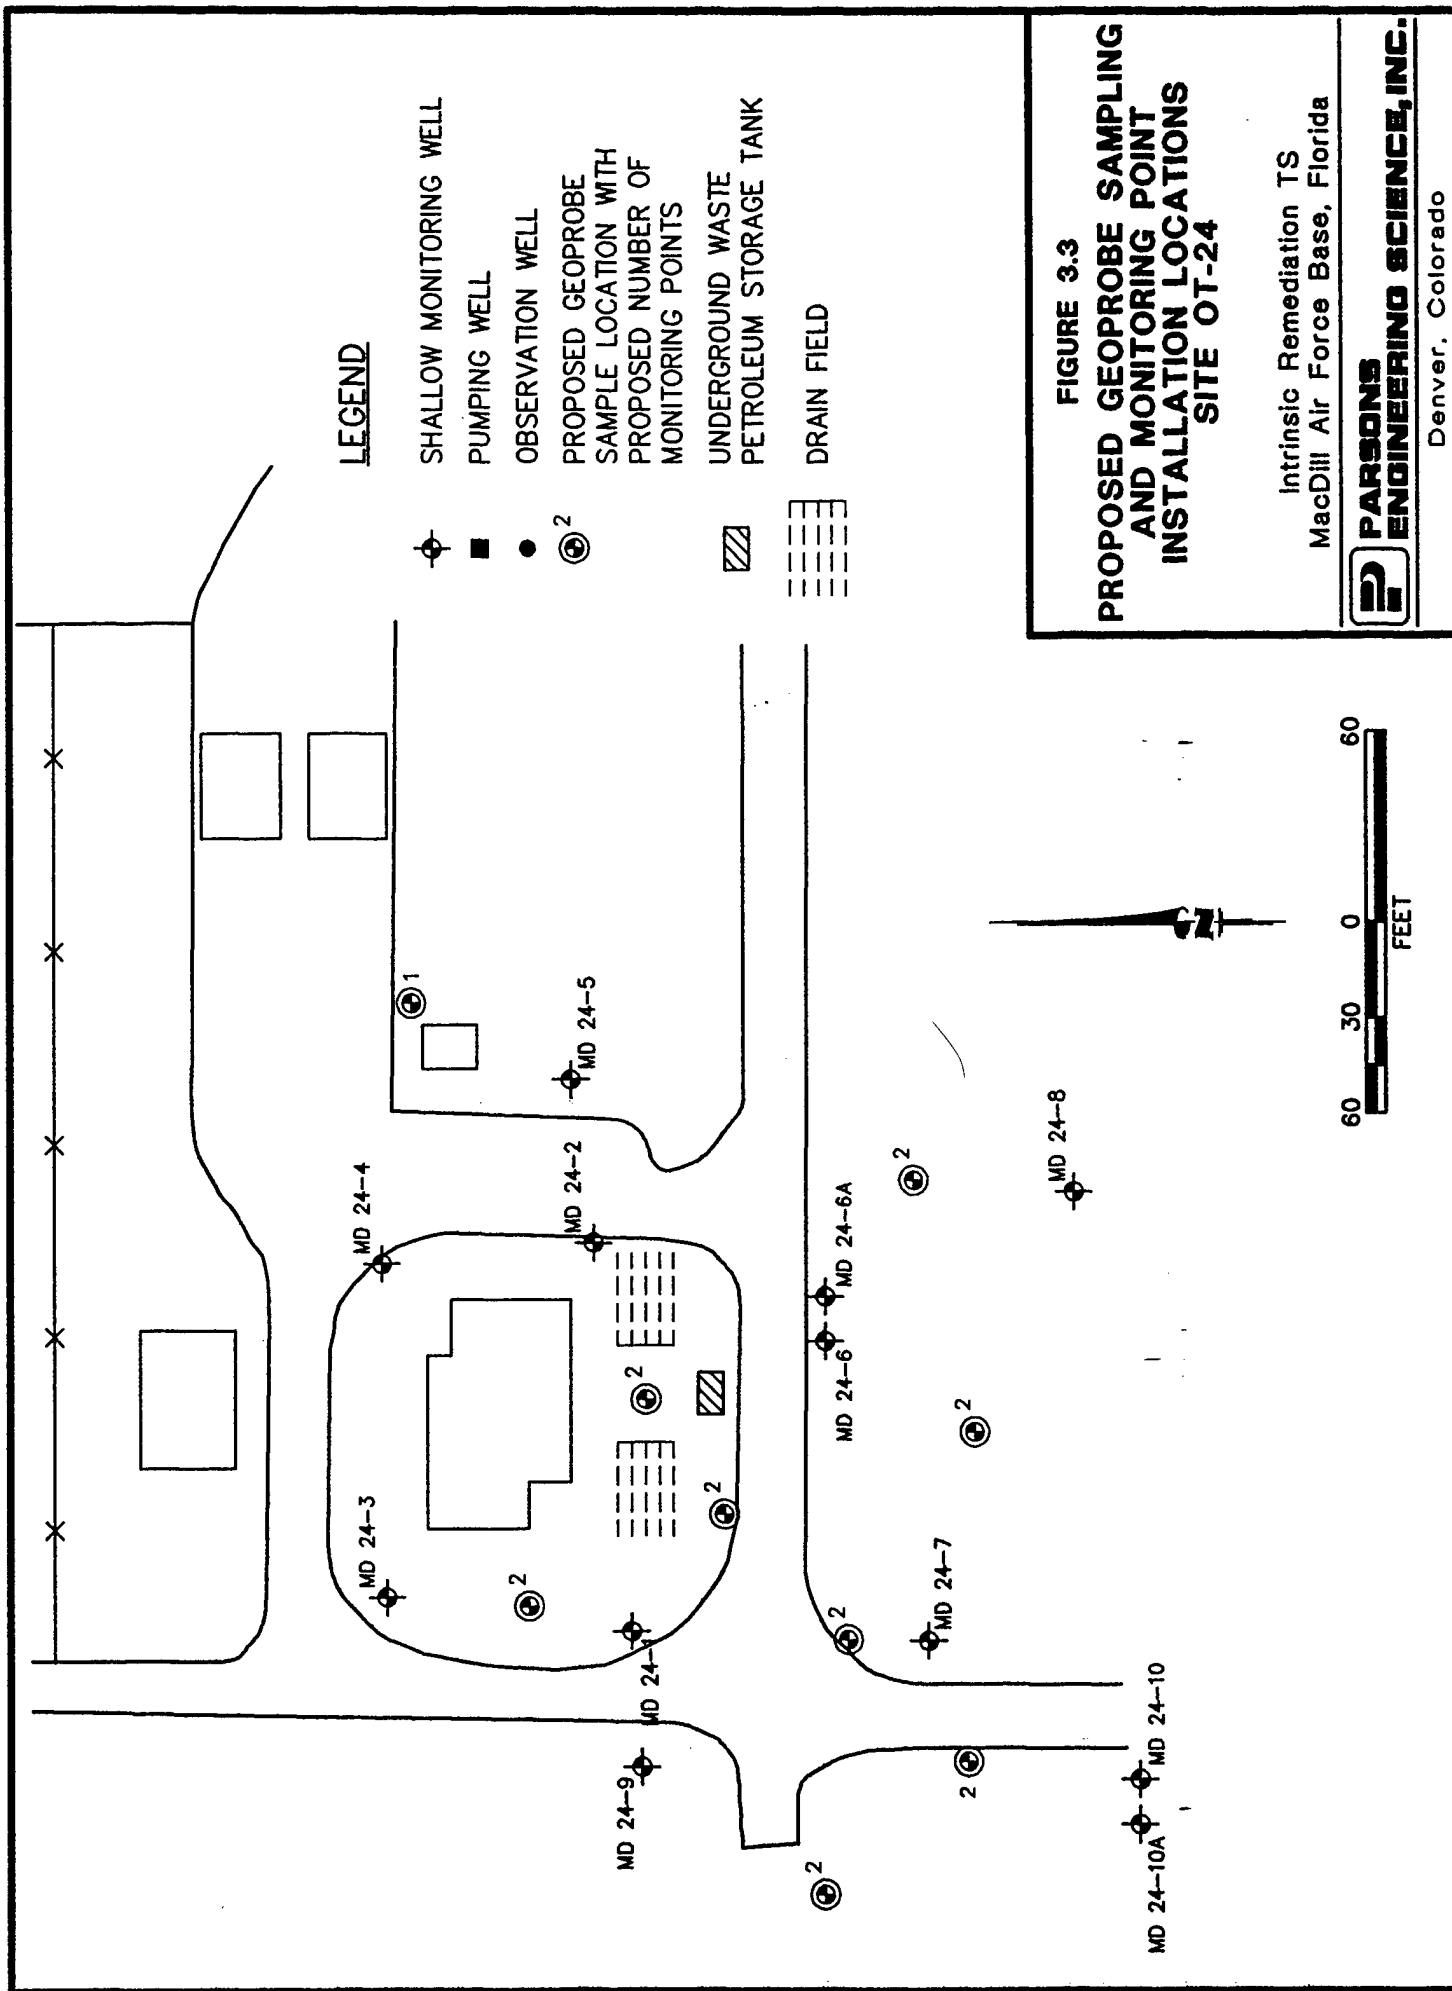 MD 24-4
MD 24-3
MD 24-2
MD 24-5
MD 24-1
MD 24-9
MD 24-6A
MD 24-6
MD 24-8
MD 24-7
MD 24-10
MD 24-10A
1
2
2
2
2
2
2
2
2
N
60 30 0 60
FEET
LEGEND
SHALLOW MONITORING WELL
PUMPING WELL
OBSERVATION WELL
2
PROPOSED GEOPROBE
SAMPLE LOCATION WITH
PROPOSED NUMBER OF
MONITORING POINTS
UNDERGROUND WASTE
PETROLEUM STORAGE TANK
DRAIN FIELD
FIGURE 3.3
PROPOSED GEOPROBE SAMPLING
AND MONITORING POINT
INSTALLATION LOCATIONS
SITE OT-24
Intrinsic Remediation TS
MacDill Air Force Base, Florida
PARSONS
ENGINEERING SCIENCE, INC.
Denver, Colorado